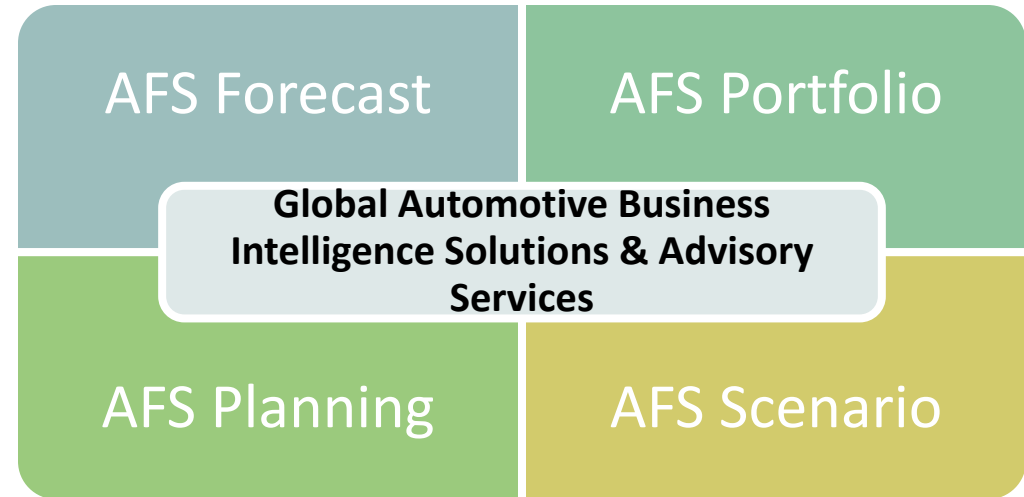 AFS Forecast
AFS Portfolio
Global Automotive Business
Intelligence Solutions & Advisory
Services
AFS Planning
AFS Scenario